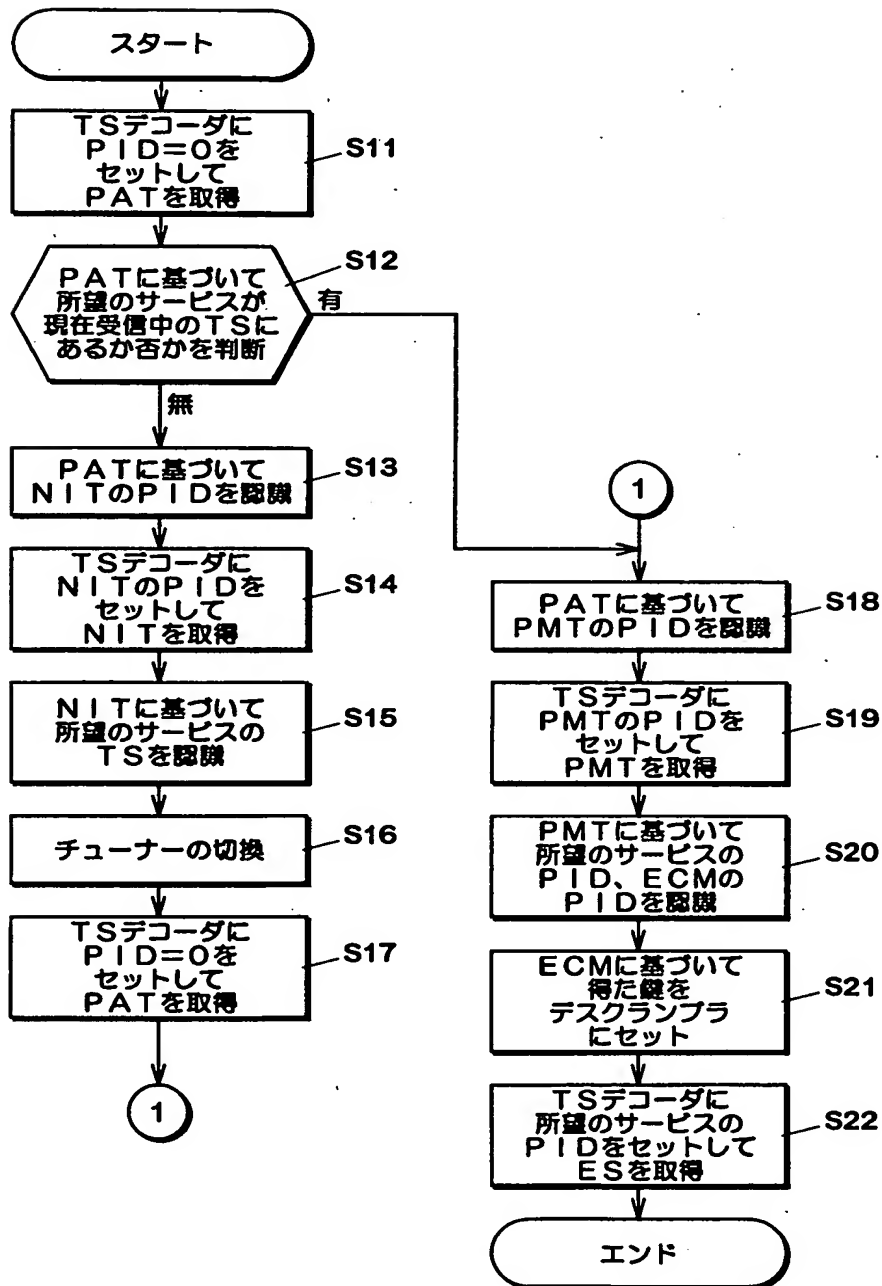 スタート
TSデコーダに
PID=0を
セットして
PATを取得
S11
PATに基づいて
所望のサービスが
現在受信中のTSに
あるか否かを判断
S12
有
無
PATに基づいて
NITのPIDを認識
S13
TSデコーダに
NITのPIDを
セットして
NITを取得
S14
NITに基づいて
所望のサービスの
TSを認識
S15
チューナーの切換
S16
TSデコーダに
PID=0を
セットして
PATを取得
S17
1
1
PATに基づいて
PMTのPIDを認識
S18
TSデコーダに
PMTのPIDを
セットして
PMTを取得
S19
PMTに基づいて
所望のサービスの
PID、ECMの
PIDを認識
S20
ECMに基づいて
得た鍵を
デスクランブラ
にセット
S21
TSデコーダに
所望のサービスの
PIDをセットして
ESを取得
S22
エンド